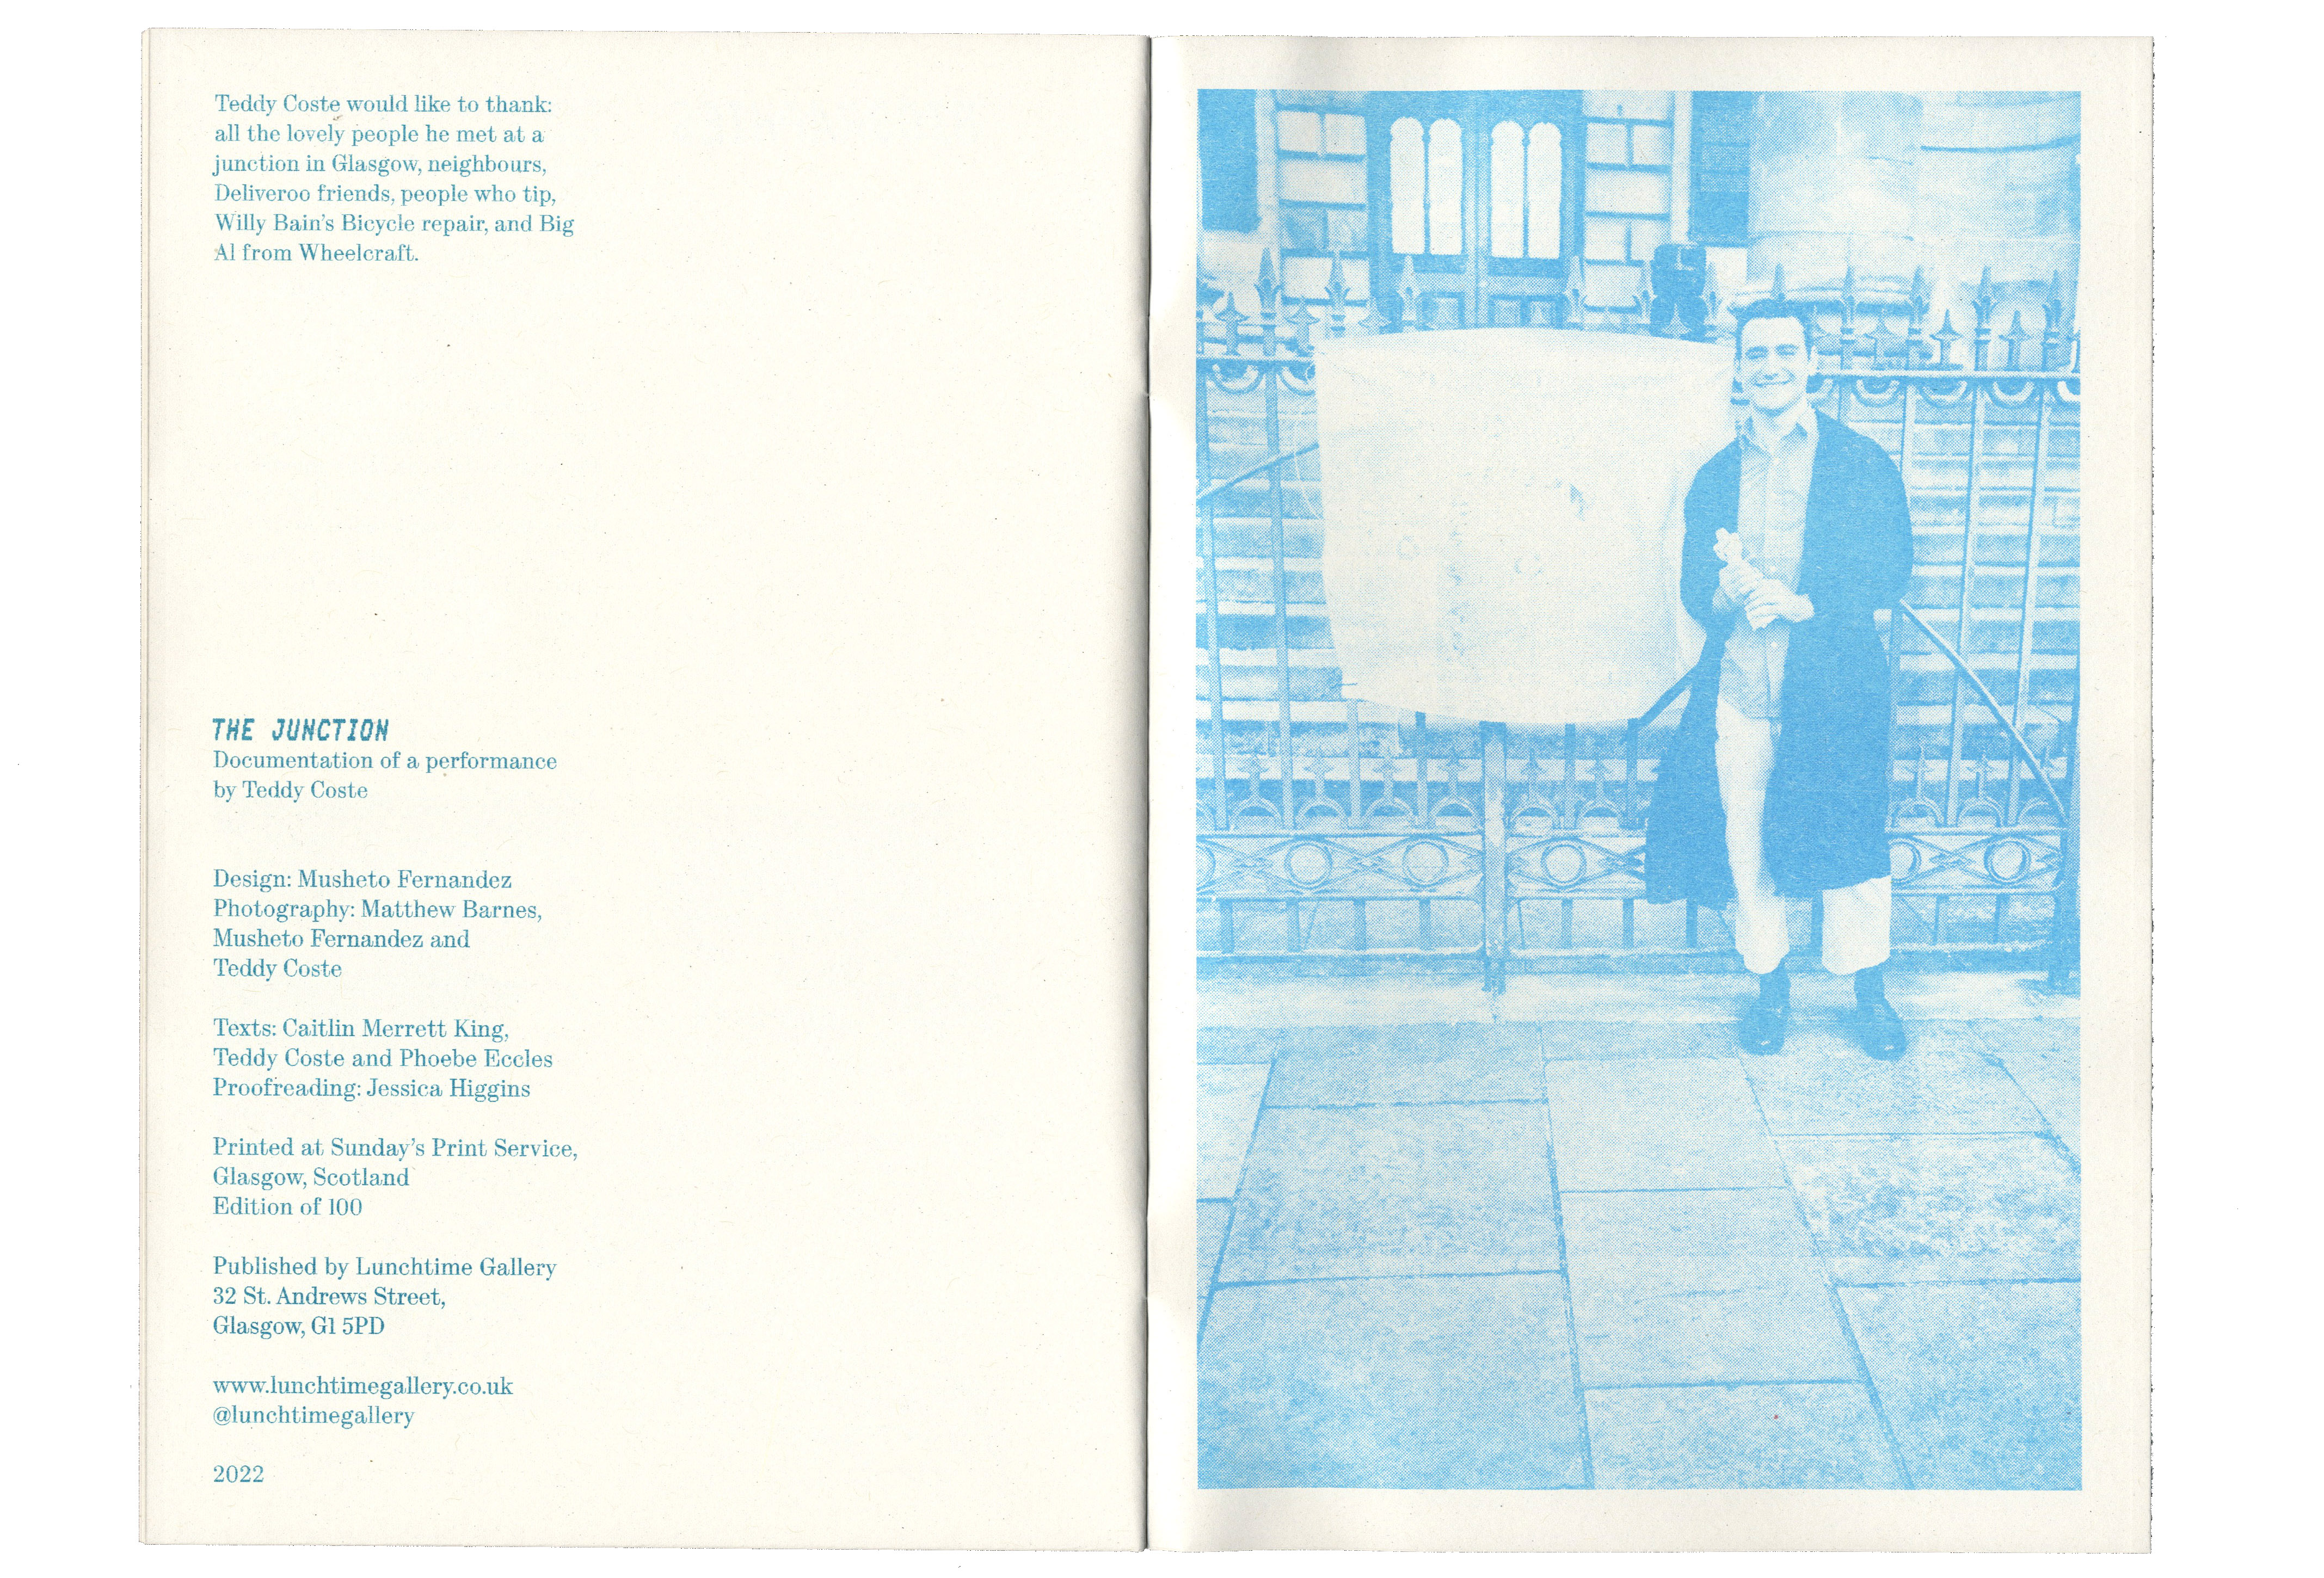 Teddy Coste would like to thank:
all the lovely people he met at a
junction in Glasgow, neighbours,
Deliveroo friends, people who tip,
Willy Bain's Bicycle repair, and Big
Al from Wheelcraft.
THE JUNCTION
Documentation of a performance
by Teddy Coste
Design: Musheto Fernandez
Photography: Matthew Barnes,
Musheto Fernandez and
Teddy Coste
Texts: Caitlin Merrett King,
Teddy Coste and Phoebe Eccles
Proofreading: Jessica Higgins
Printed at Sunday's Print Service,
Glasgow, Scotland
Edition of 100
Published by Lunchtime Gallery
32 St. Andrews Street,
Glasgow, G1 5PD
www.lunchtimegallery.co.uk
@lunchtimegallery
2022